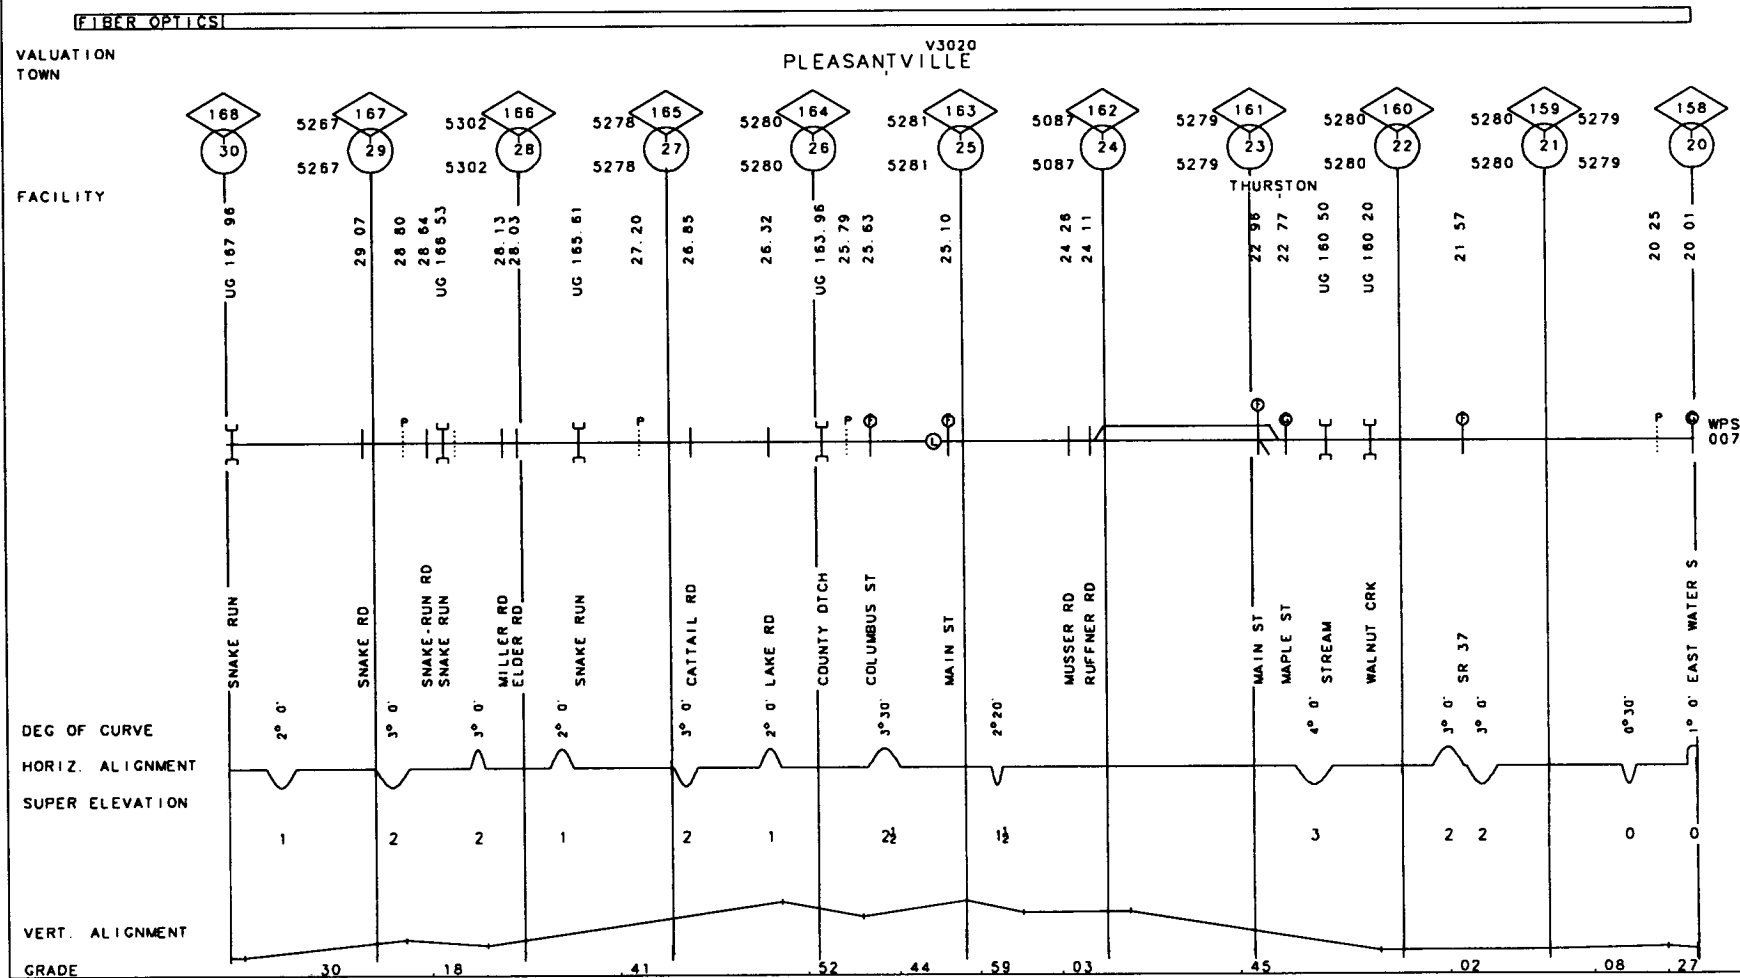 FIBER OPTICS
VALUATION V3020
TOWN PLEASANTVILLE
168 167 166 165 164 163 162 161 160 159 158
5267 5302 5278 5280 5281 5087 5279 5280 5280 5279
30 29 28 27 26 25 24 23 22 21 20
5267 5302 5278 5280 5281 5087 5279 5280 5280 5279
FACILITY THURSTON
UG 167 96
29 07
28 80
28 64
UG 166 53
28.13
28.03
UG 165.61
27.20
26.85
26.32
UG 163.96
25.79
25.63
25.10
24 26
24 11
22 96
22 77
UG 160 50
UG 160 20
21 57
20 25
20 01
P P P F L F F G F P G WPS
007
SNAKE RUN
SNAKE RD
SNAKE-RUN RD
SNAKE RUN
MILLER RD
ELDER RD
SNAKE RUN
CATTAIL RD
LAKE RD
COUNTY DTCH
COLUMBUS ST
MAIN ST
MUSSER RD
RUFFNER RD
MAIN ST
MAPLE ST
STREAM
WALNUT CRK
SR 37
EAST WATER S
DEG OF CURVE 2° 0' 3° 0' 3° 0' 2° 0' 3° 0' 2° 0' 3°30' 2°20' 4° 0' 3° 0' 3° 0' 0°30' 1° 0'
HORIZ. ALIGNMENT
SUPER ELEVATION
1 2 2 1 2 1 2½ 1½ 3 2 2 0 0
VERT. ALIGNMENT
GRADE .30 .18 .41 .52 .44 .59 .03 .45 .02 .08 .27